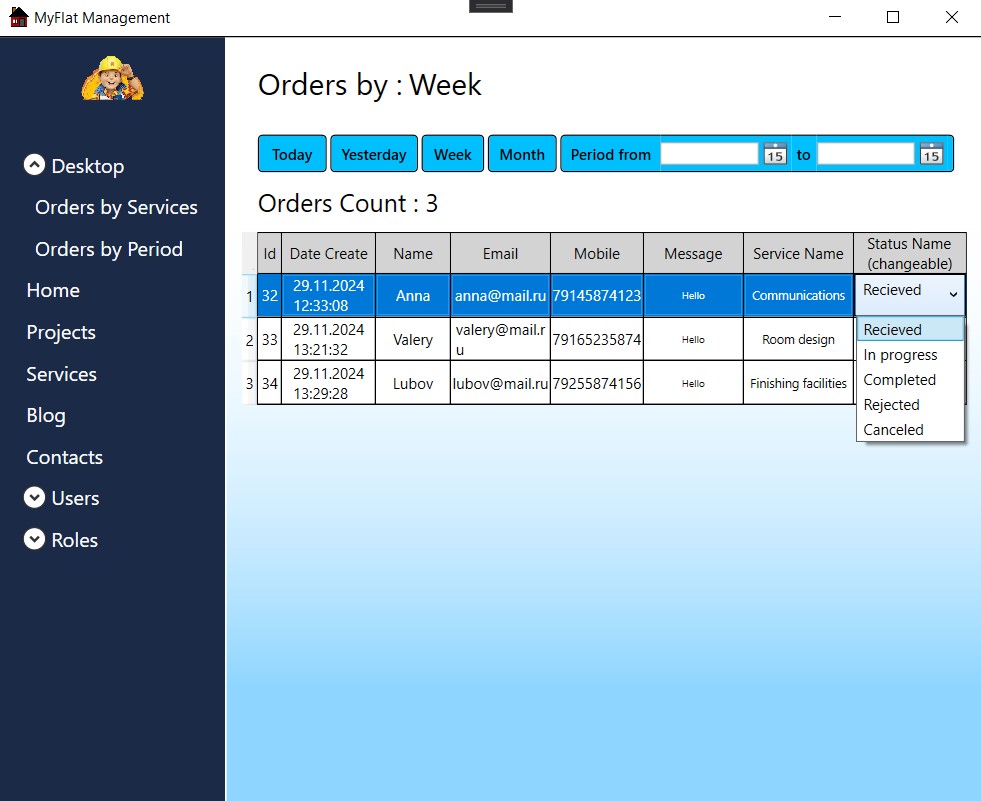 MyFlat Management
Desktop
Orders by Services
Orders by Period
Home
Projects
Services
Blog
Contacts
Users
Roles
Orders by : Week
Today Yesterday Week Month Period from 15 to 15
Orders Count : 3
Id Date Create Name Email Mobile Message Service Name Status Name
(changeable)
1 32 29.11.2024 Anna anna@mail.ru 79145874123 Hello Communications Recieved
12:33:08
2 33 29.11.2024 Valery valery@mail.r 79165235874 Hello Room design
13:21:32 u
3 34 29.11.2024 Lubov lubov@mail.ru 79255874156 Hello Finishing facilities
13:29:28
Recieved
In progress
Completed
Rejected
Canceled